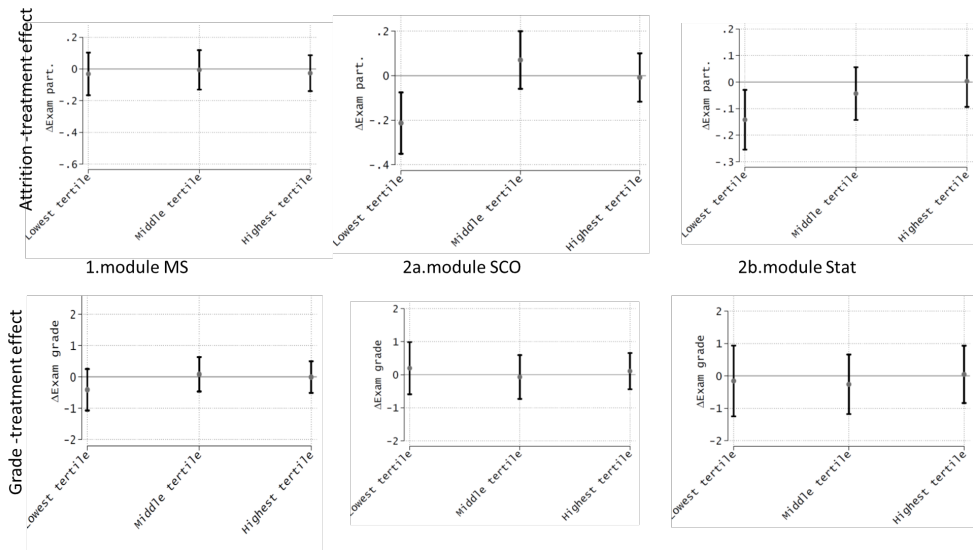 Attrition -treatment effect
ΔExam part.
.2
0
-.2
-.4
-.6
Lowest tertile
Middle tertile
Highest tertile
ΔExam part.
.2
0
-.2
-.4
Lowest tertile
Middle tertile
Highest tertile
ΔExam part.
.2
.1
0
-.1
-.2
-.3
Lowest tertile
Middle tertile
Highest tertile
1.module MS
2a.module SCO
2b.module Stat
Grade -treatment effect
ΔExam grade
2
1
0
-1
-2
owest tertile
Middle tertile
Highest tertile
ΔExam grade
2
1
0
-1
-2
owest tertile
Middle tertile
Highest tertile
ΔExam grade
2
1
0
-1
-2
Lowest tertile
Middle tertile
Highest tertile